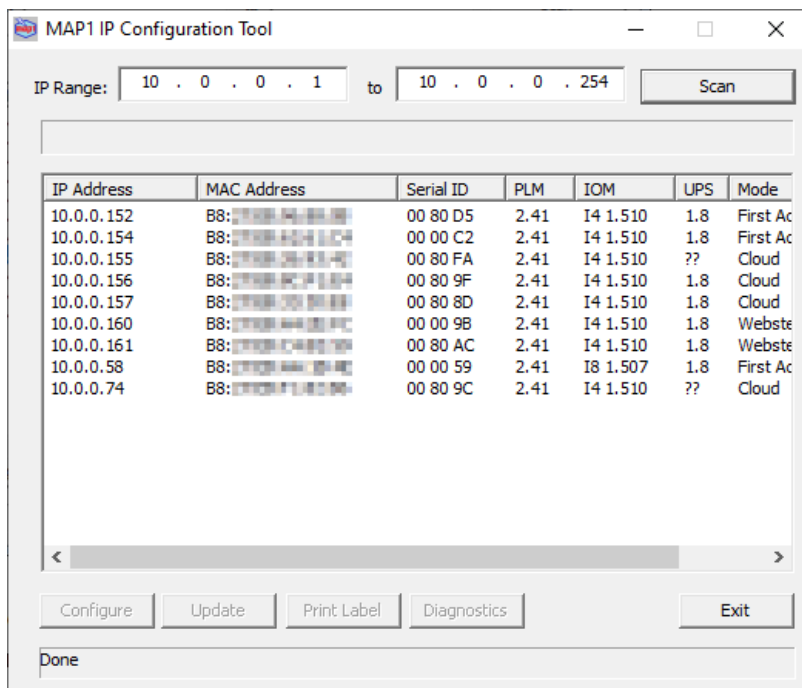 MAP1 IP Configuration Tool
IP Range: 10 . 0 . 0 . 1 to 10 . 0 . 0 . 254 Scan
IP Address MAC Address Serial ID PLM IOM UPS Mode
10.0.0.152 B8: 00 80 D5 2.41 I4 1.510 1.8 First Ac
10.0.0.154 B8: 00 00 C2 2.41 I4 1.510 1.8 First Ac
10.0.0.155 B8: 00 80 FA 2.41 I4 1.510 ?? Cloud
10.0.0.156 B8: 00 80 9F 2.41 I4 1.510 1.8 Cloud
10.0.0.157 B8: 00 80 8D 2.41 I4 1.510 1.8 Cloud
10.0.0.160 B8: 00 00 9B 2.41 I4 1.510 1.8 Webste
10.0.0.161 B8: 00 80 AC 2.41 I4 1.510 1.8 Webste
10.0.0.58 B8: 00 00 59 2.41 I8 1.507 1.8 First Ac
10.0.0.74 B8: 00 80 9C 2.41 I4 1.510 ?? Cloud
Configure Update Print Label Diagnostics Exit
Done